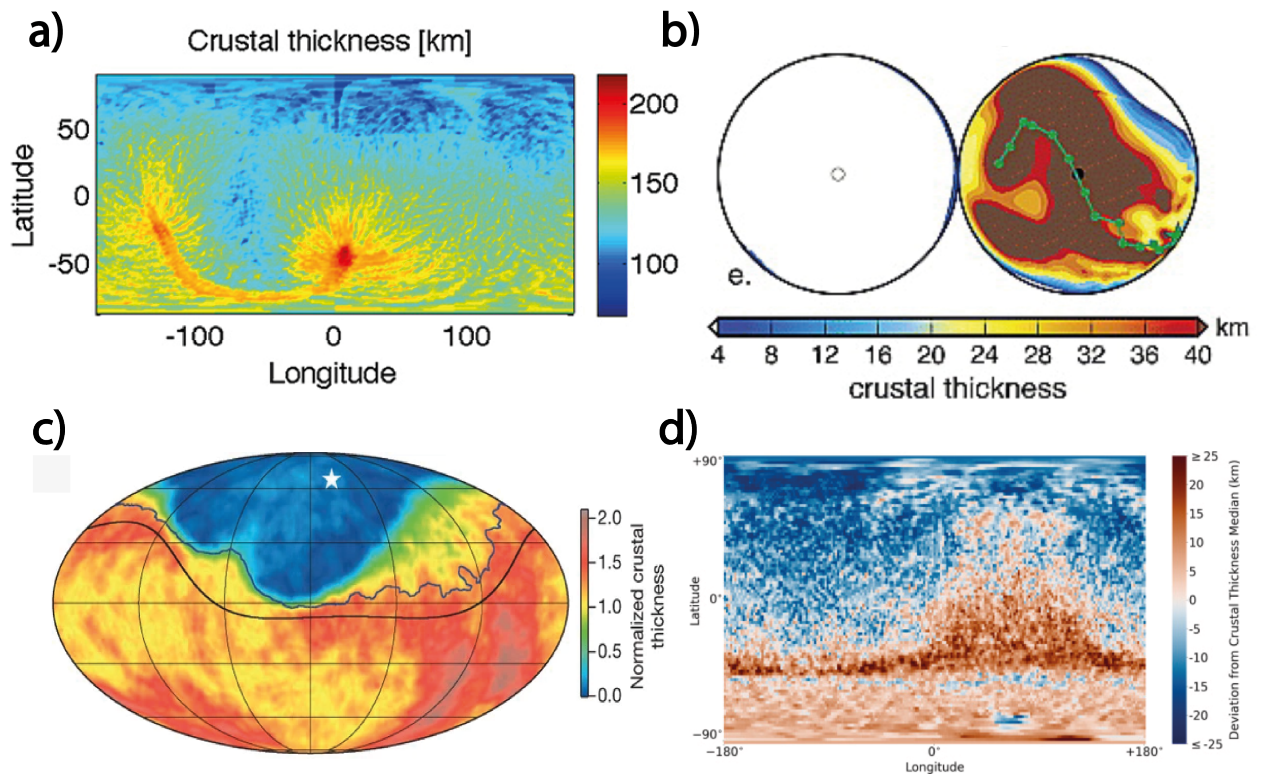 a)
Crustal thickness [km]
200
150
100
50
0
-50
Latitude
-100 0 100
Longitude
b)
e.
km
4 8 12 16 20 24 28 32 36 40
crustal thickness
c)
2.0
1.5
1.0
0.5
0.0
Normalized crustal
thickness
d)
+90°
0°
−90°
Latitude
−180° 0° +180°
Longitude
≥ 25
20
15
10
5
0
-5
-10
-15
20
≤ -25
Deviation from Crustal Thickness Median (km)